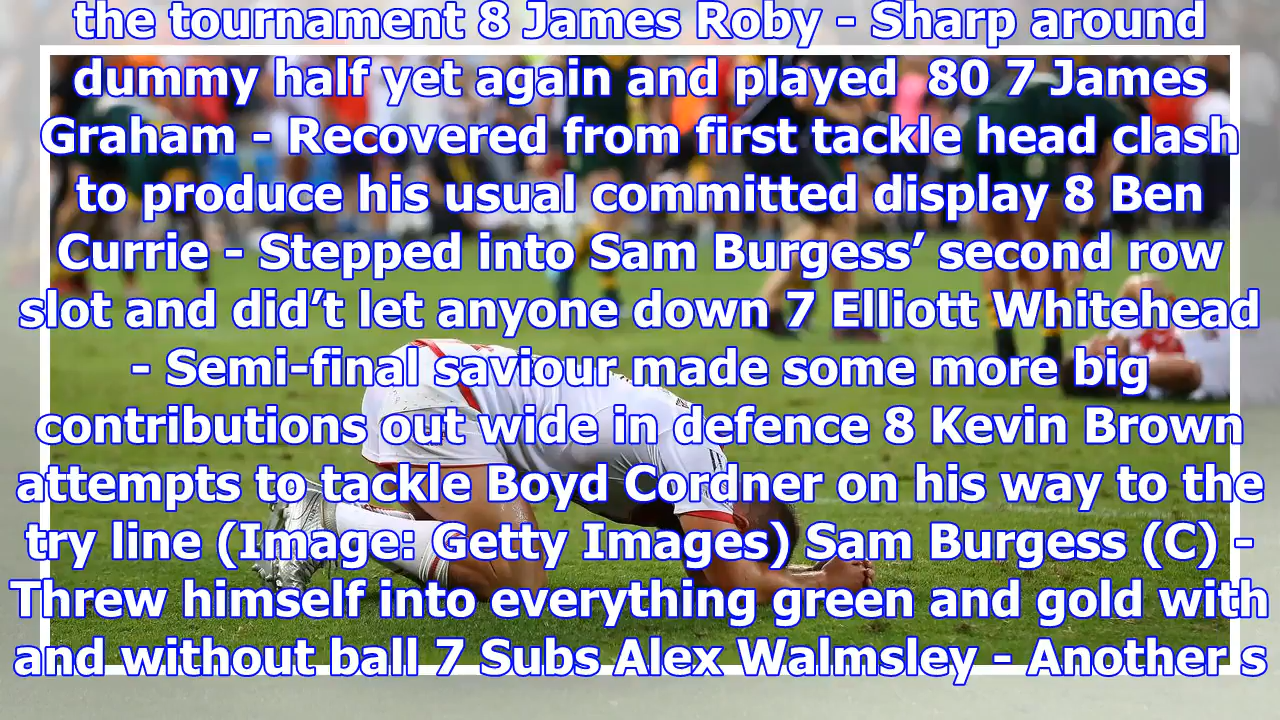 the tournament 8 James Roby - Sharp around
dummy half yet again and played  80 7 James
Graham - Recovered from first tackle head clash
to produce his usual committed display 8 Ben
Currie - Stepped into Sam Burgess’ second row
slot and did’t let anyone down 7 Elliott Whitehead
- Semi-final saviour made some more big
contributions out wide in defence 8 Kevin Brown
attempts to tackle Boyd Cordner on his way to the
try line (Image: Getty Images) Sam Burgess (C) -
Threw himself into everything green and gold with
and without ball 7 Subs Alex Walmsley - Another s